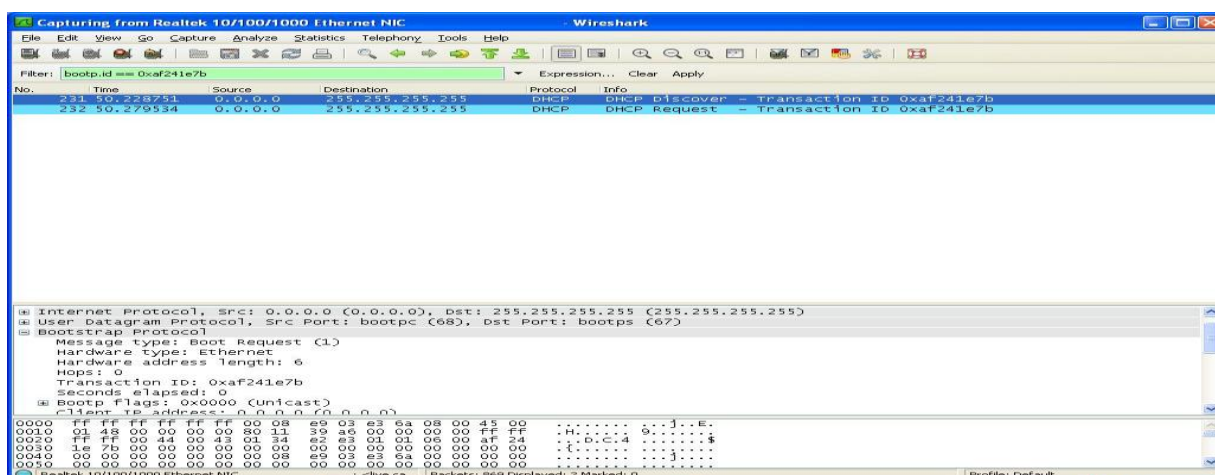 Capturing from Realtek 10/100/1000 Ethernet NIC - Wireshark
File Edit View Go Capture Analyze Statistics Telephony Tools Help
Filter: bootp.id == 0xaf241e7b Expression... Clear Apply
No. Time Source Destination Protocol Info
231 50.228751 0.0.0.0 255.255.255.255 DHCP DHCP Discover - Transaction ID 0xaf241e7b
232 50.279534 0.0.0.0 255.255.255.255 DHCP DHCP Request - Transaction ID 0xaf241e7b
Internet Protocol, Src: 0.0.0.0 (0.0.0.0), Dst: 255.255.255.255 (255.255.255.255)
User Datagram Protocol, Src Port: bootpc (68), Dst Port: bootps (67)
Bootstrap Protocol
Message type: Boot Request (1)
Hardware type: Ethernet
Hardware address length: 6
Hops: 0
Transaction ID: 0xaf241e7b
Seconds elapsed: 0
Bootp flags: 0x0000 (Unicast)
Client IP address: 0.0.0.0 (0.0.0.0)
0000 ff ff ff ff ff ff 00 08 e9 03 e3 6a 08 00 45 00 ...........j..E.
0010 01 48 00 00 00 00 80 11 39 a6 00 00 00 00 ff ff .H......9.......
0020 ff ff 00 44 00 43 01 34 e2 e3 01 01 06 00 af 24 ...D.C.4.......$
0030 1e 7b 00 00 00 00 00 00 00 00 00 00 00 00 00 00 .{..............
0040 00 00 00 00 00 08 e9 03 e3 6a 00 00 00 00 .........j....
0050 00 00 00 00 00 00 00 00 00 00 00 00 00 00 00 00
Realtek 10/100/1000 Ethernet NIC : <live ca Packets: 869 Displayed: 2 Marked: 0 Profile: Default